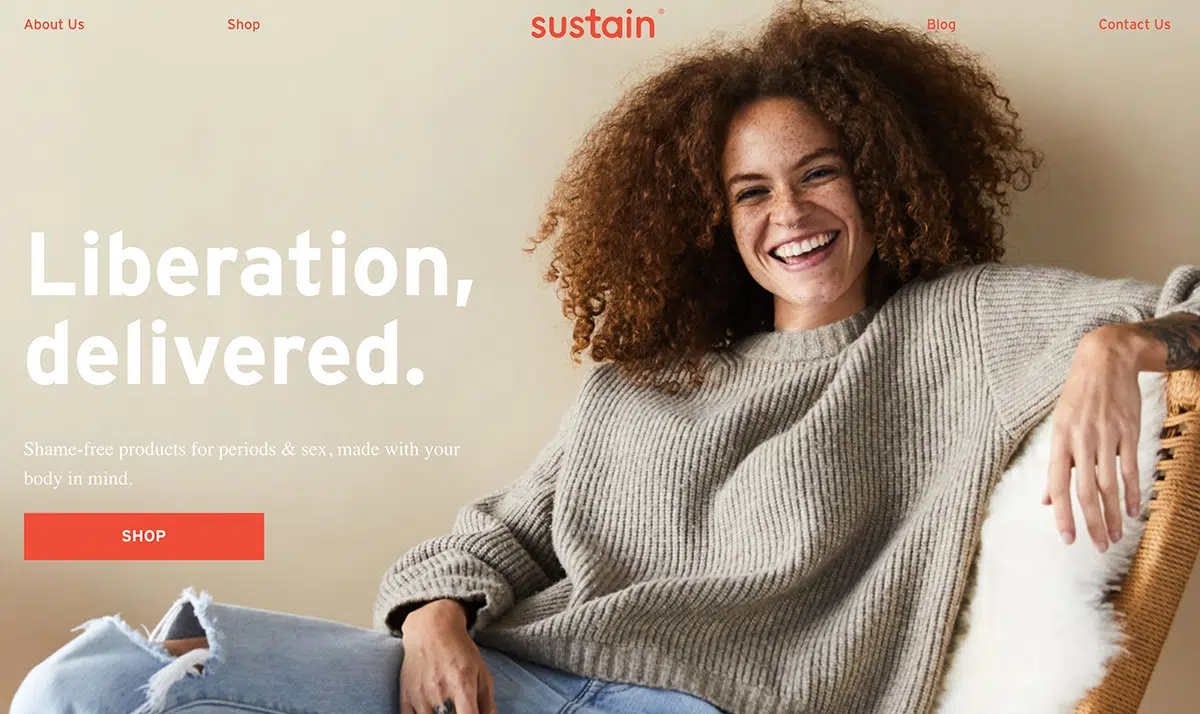 About Us
Shop
sustain®
Blog
Contact Us
Liberation,
delivered.
Shame-free products for periods & sex, made with your
body in mind.
SHOP